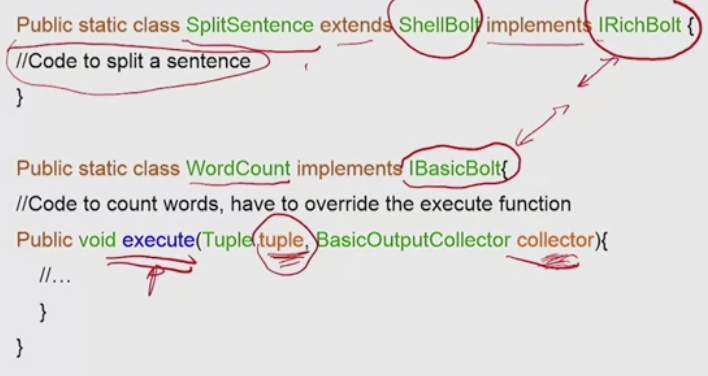 Public static class SplitSentence extends ShellBolt implements IRichBolt {
//Code to split a sentence
}
Public static class WordCount implements IBasicBolt{
//Code to count words, have to override the execute function
Public void execute(Tuple tuple, BasicOutputCollector collector){
//...
}
}